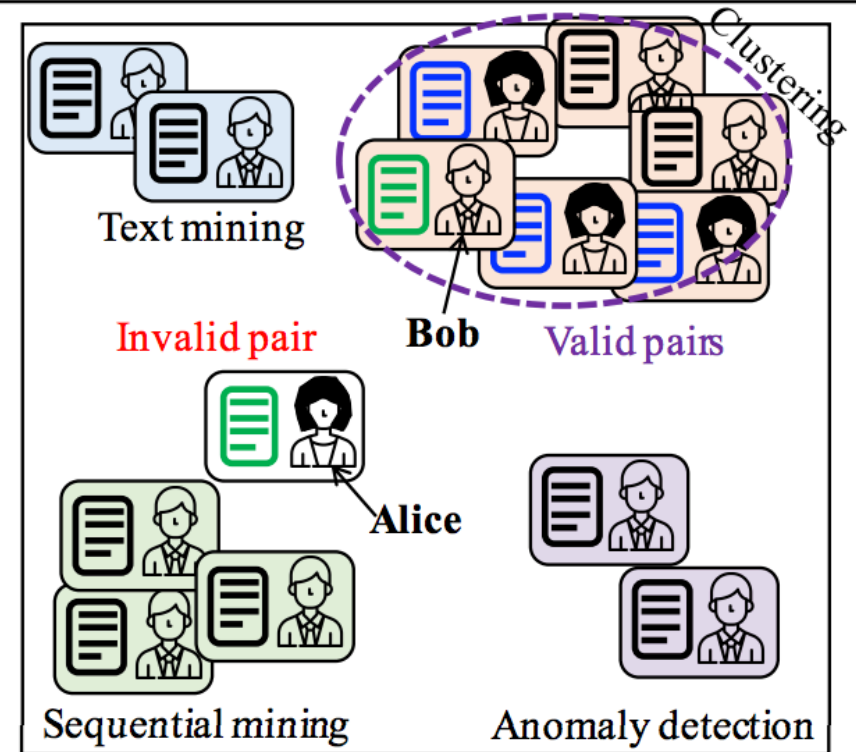 Clustering
Text mining
Invalid pair
Bob
Valid pairs
Alice
Sequential mining
Anomaly detection